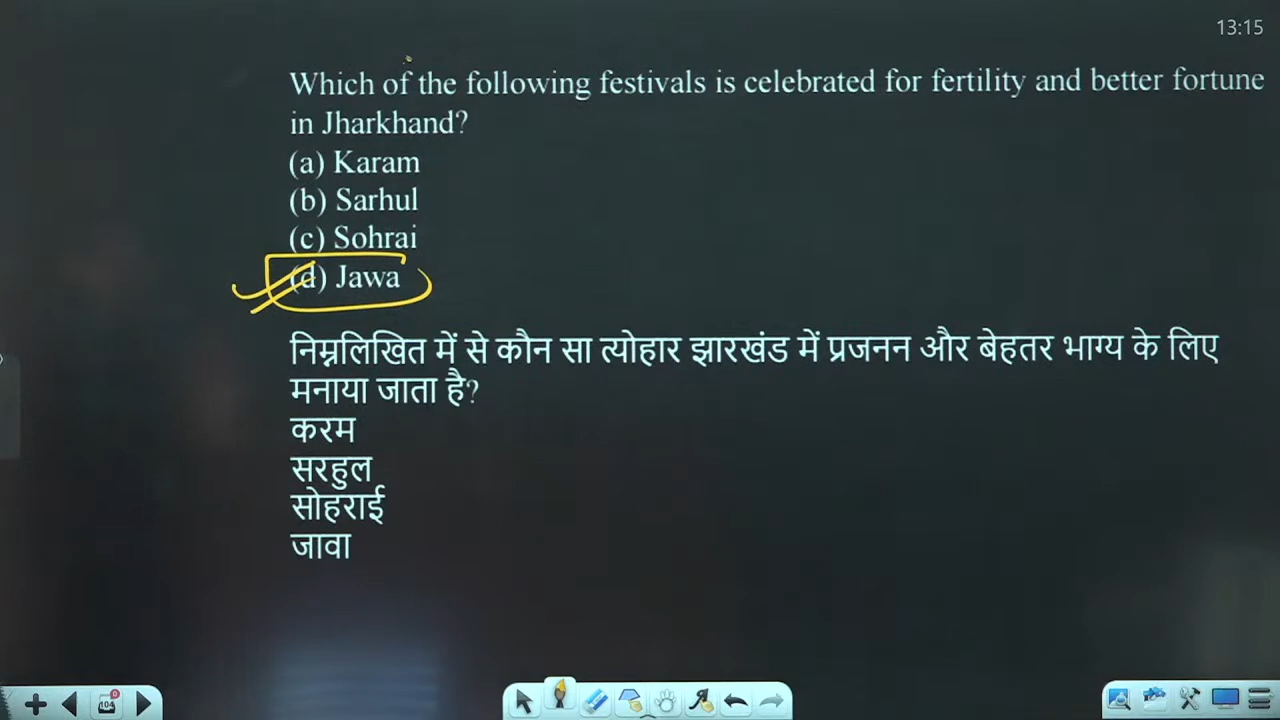 13:15
Which of the following festivals is celebrated for fertility and better fortune
in Jharkhand?
(a) Karam
(b) Sarhul
(c) Sohrai
(d) Jawa
निम्नलिखित में से कौन सा त्योहार झारखंड में प्रजनन और बेहतर भाग्य के लिए
मनाया जाता है?
करम
सरहुल
सोहराई
जावा
104
0